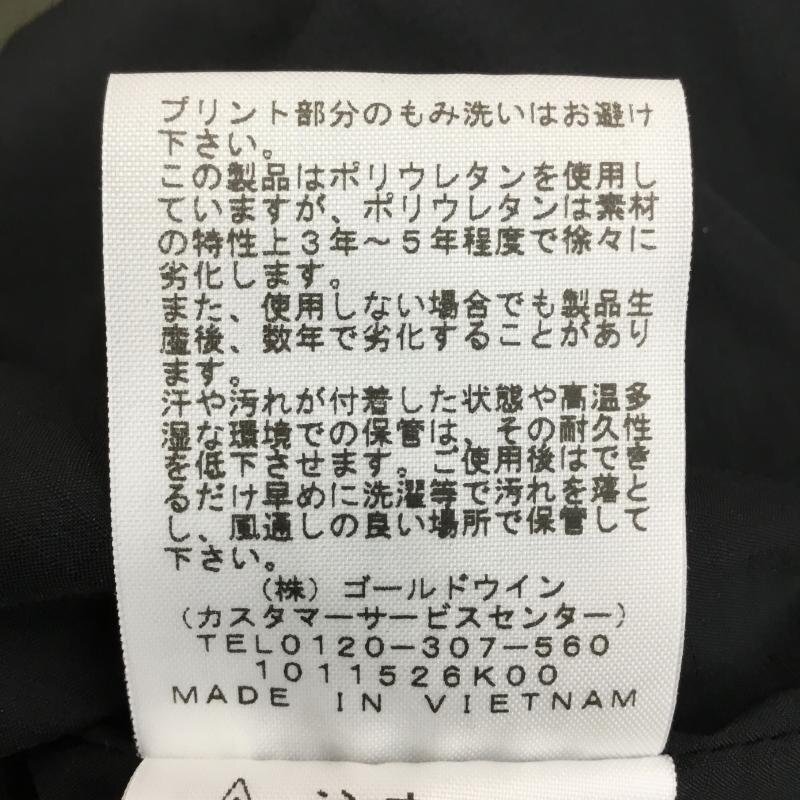 プリント部分のもみ洗いはお避け
下さい。
この製品はポリウレタンを使用し
ていますが、ポリウレタンは素材
の特性上3年～5年程度で徐々に
劣化します。
また、使用しない場合でも製品生
産後、数年で劣化することがあり
ます。
汗や汚れが付着した状態や高温多
湿な環境での保管は、その耐久性
を低下させます。ご使用後はでき
るだけ早めに洗濯等で汚れを落と
し、風通しの良い場所で保管して
下さい。
（株）ゴールドウイン
（カスタマーサービスセンター）
TEL0120－307－560
1011526K00
MADE IN VIETNAM